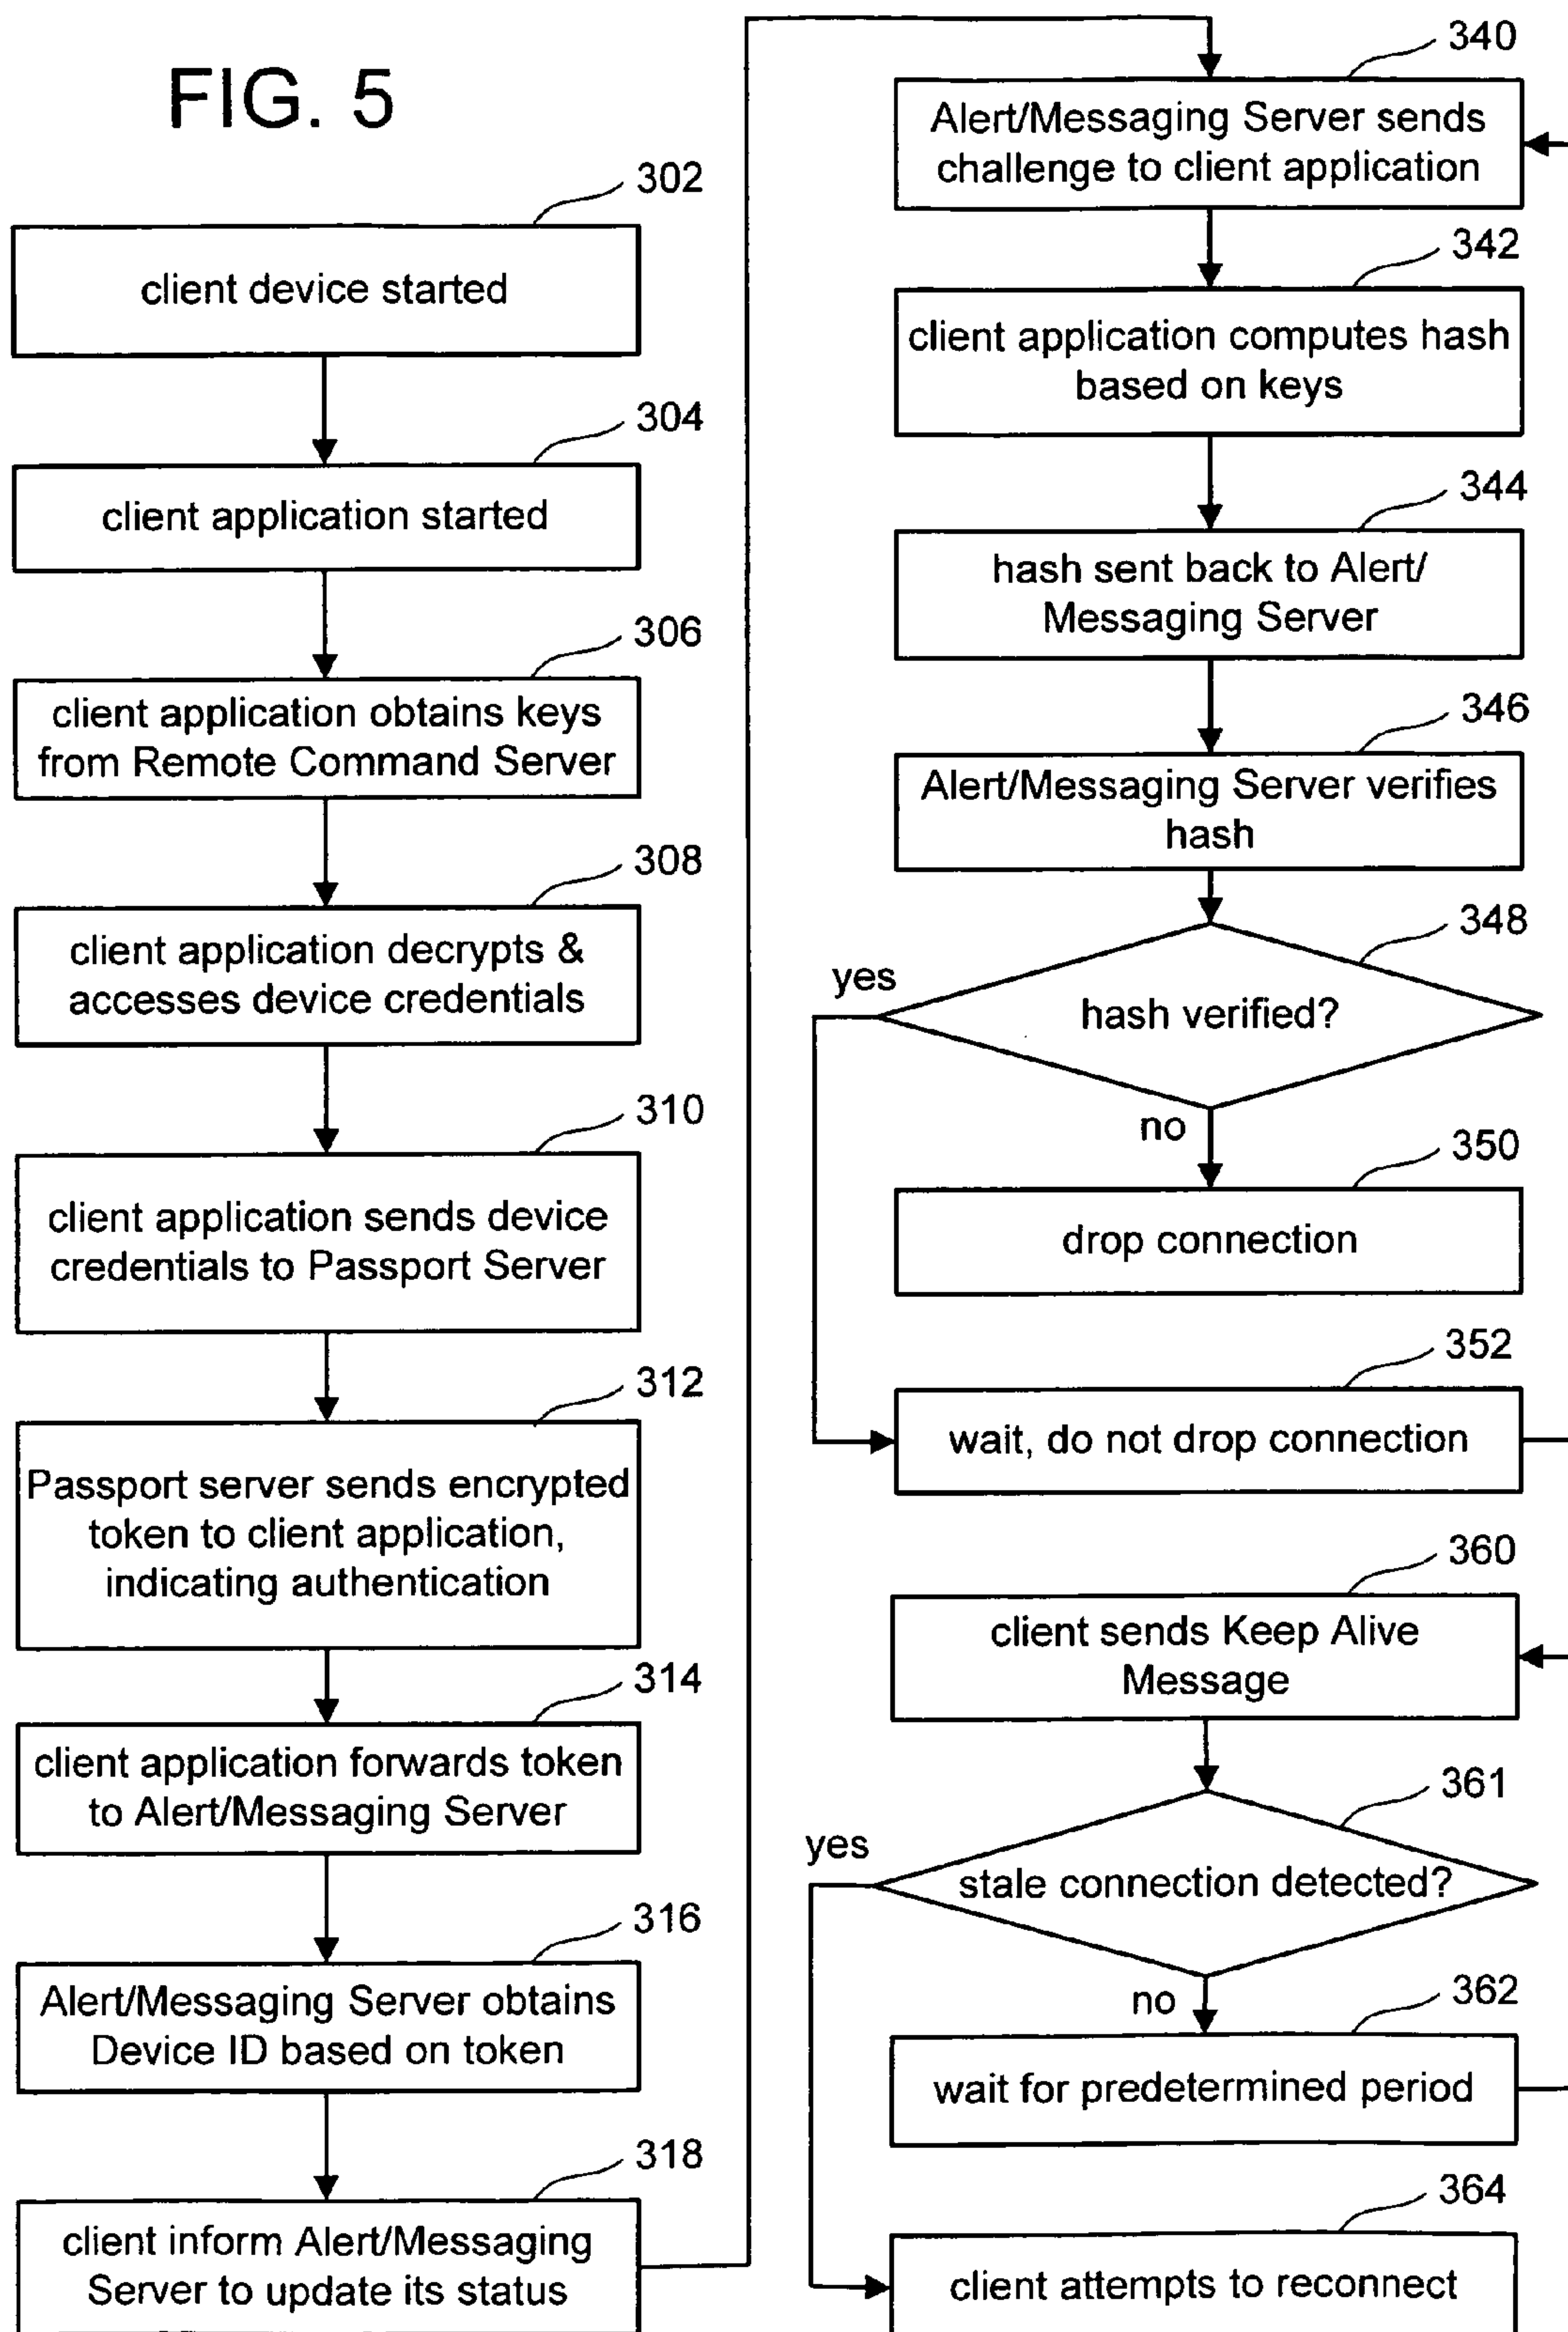 FIG. 5
302
client device started
304
client application started
306
client application obtains keys
from Remote Command Server
308
client application decrypts &
accesses device credentials
310
client application sends device
credentials to Passport Server
312
Passport server sends encrypted
token to client application,
indicating authentication
314
client application forwards token
to Alert/Messaging Server
316
Alert/Messaging Server obtains
Device ID based on token
318
client inform Alert/Messaging
Server to update its status
340
Alert/Messaging Server sends
challenge to client application
342
client application computes hash
based on keys
344
hash sent back to Alert/
Messaging Server
346
Alert/Messaging Server verifies
hash
348
yes
hash verified?
no
350
drop connection
352
wait, do not drop connection
360
client sends Keep Alive
Message
361
yes
stale connection detected?
no
362
wait for predetermined period
364
client attempts to reconnect